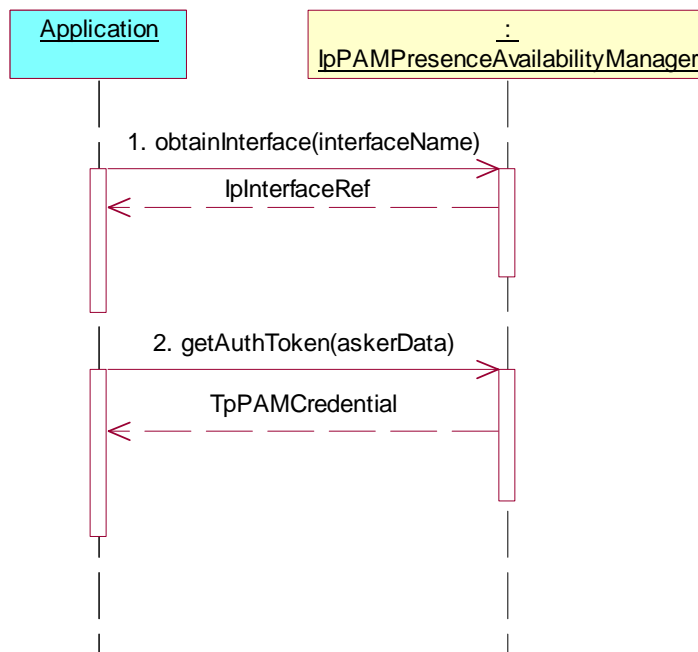 Application
:
IpPAMPresenceAvailabilityManager
1. obtainInterface(interfaceName)
IpInterfaceRef
2. getAuthToken(askerData)
TpPAMCredential